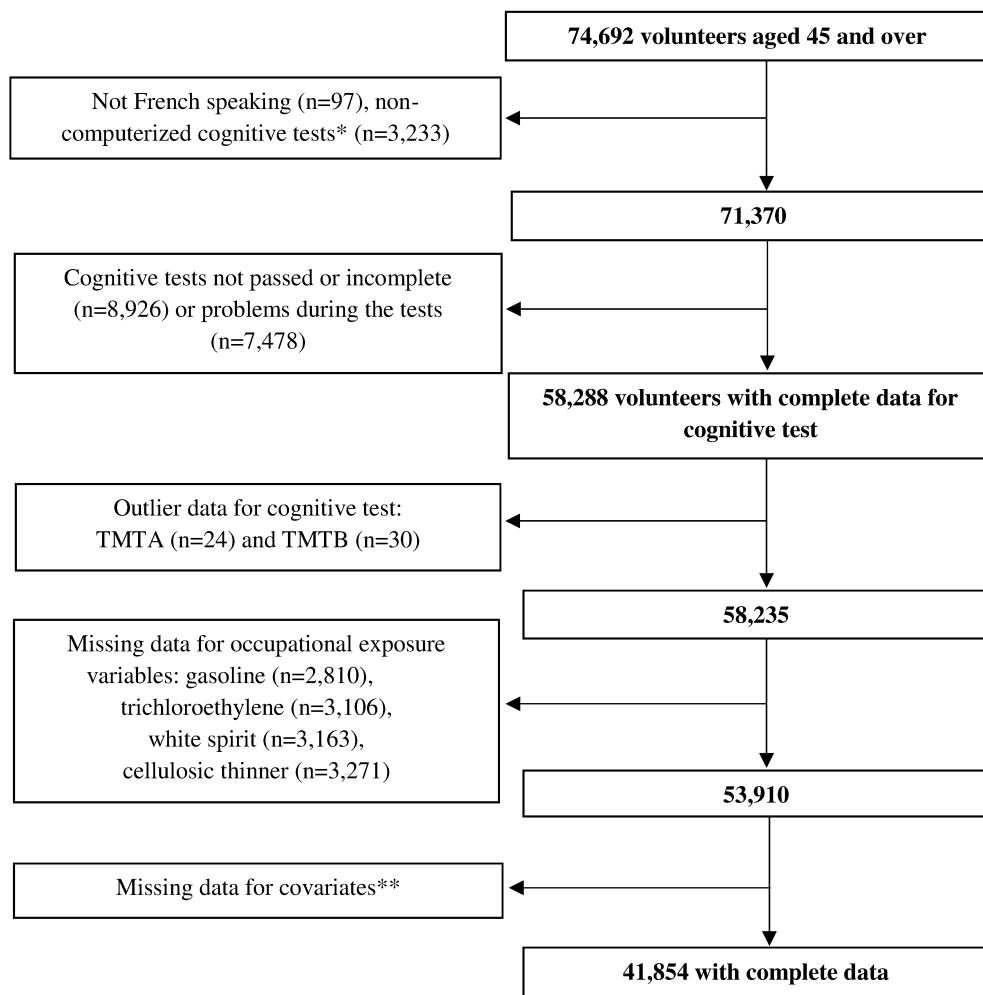 74,692 volunteers aged 45 and over
Not French speaking (n=97), non-
computerized cognitive tests* (n=3,233)
71,370
Cognitive tests not passed or incomplete
(n=8,926) or problems during the tests
(n=7,478)
58,288 volunteers with complete data for
cognitive test
Outlier data for cognitive test:
TMTA (n=24) and TMTB (n=30)
58,235
Missing data for occupational exposure
variables: gasoline (n=2,810),
trichloroethylene (n=3,106),
white spirit (n=3,163),
cellulosic thinner (n=3,271)
53,910
Missing data for covariates**
41,854 with complete data